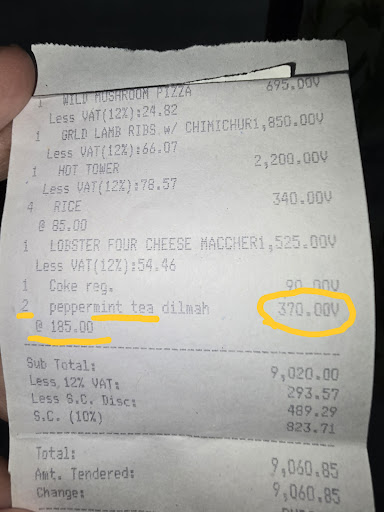 1 WILD MUSHROOM PIZZA 695.00V
Less VAT(12%):24.82
1 GRLD LAMB RIBS w/ CHIMICHUR1,850.00V
Less VAT(12%):66.07
1 HOT TOWER 2,200.00V
Less VAT(12%):78.57
4 RICE 340.00V
@ 85.00
1 LOBSTER FOUR CHEESE MACCHER1,525.00V
Less VAT(12%):54.46
1 Coke reg. 90.00V
2 peppermint tea dilmah 370.00V
@ 185.00
Sub Total: 9,020.00
Less 12% VAT: 293.57
Less S.C. Disc: 489.29
S.C. (10%) 823.71
Total: 9,060.85
Amt. Tendered: 9,060.85
Change: